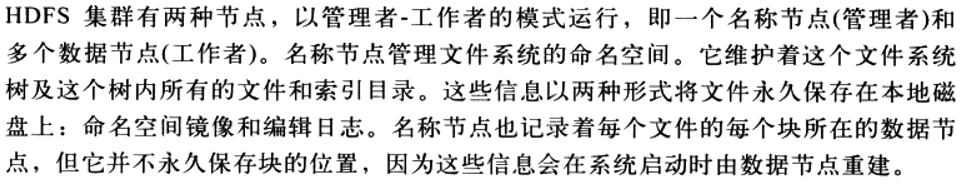 HDFS 集群有两种节点，以管理者-工作者的模式运行，即一个名称节点(管理者)和
多个数据节点(工作者)。名称节点管理文件系统的命名空间。它维护着这个文件系统
树及这个树内所有的文件和索引目录。这些信息以两种形式将文件永久保存在本地磁
盘上：命名空间镜像和编辑日志。名称节点也记录着每个文件的每个块所在的数据节
点，但它并不永久保存块的位置，因为这些信息会在系统启动时由数据节点重建。